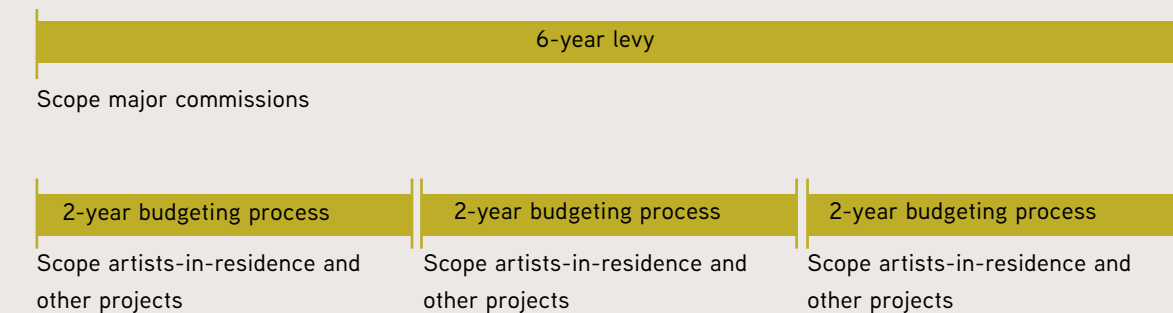 6-year levy
Scope major commissions
2-year budgeting process
2-year budgeting process
2-year budgeting process
Scope artists-in-residence and
other projects
Scope artists-in-residence and
other projects
Scope artists-in-residence and
other projects